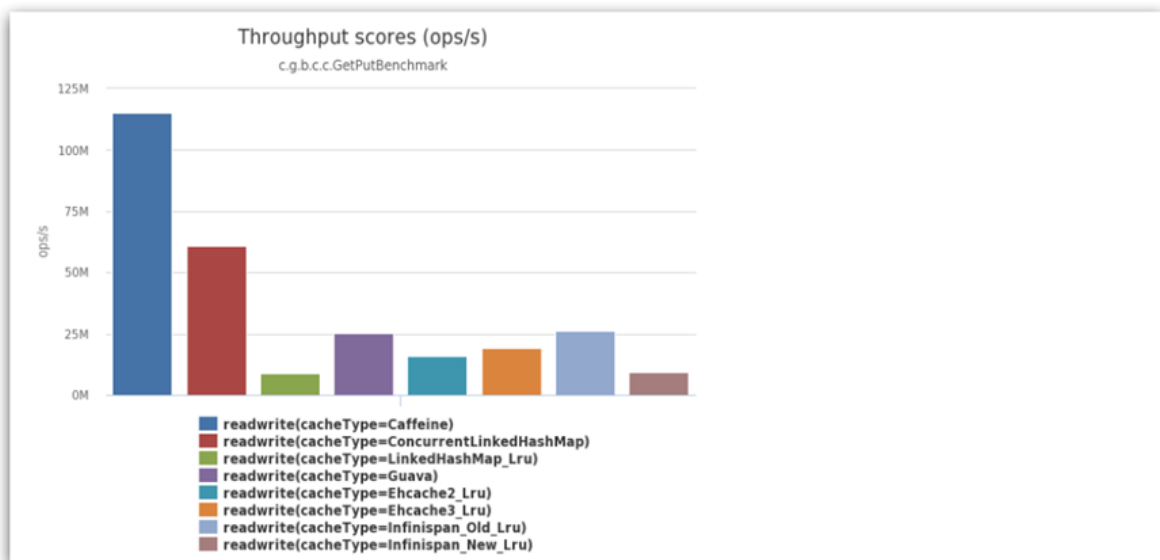 Throughput scores (ops/s)
c.g.b.c.c.GetPutBenchmark
125M
100M
75M
50M
25M
0M
ops/s
readwrite(cacheType=Caffeine)
readwrite(cacheType=ConcurrentLinkedHashMap)
readwrite(cacheType=LinkedHashMap_Lru)
readwrite(cacheType=Guava)
readwrite(cacheType=Ehcache2_Lru)
readwrite(cacheType=Ehcache3_Lru)
readwrite(cacheType=Infinispan_Old_Lru)
readwrite(cacheType=Infinispan_New_Lru)